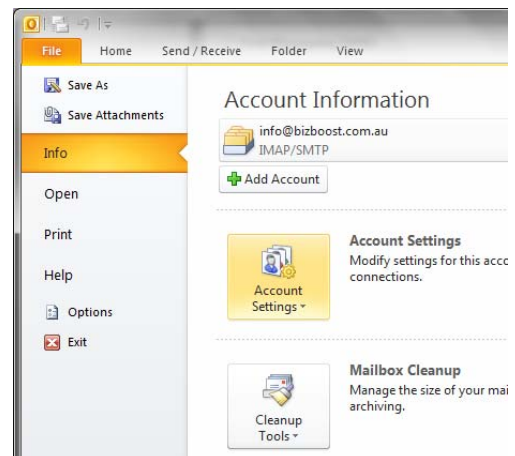 File Home Send / Receive Folder View
Save As
Save Attachments
Info
Open
Print
Help
Options
Exit
Account Information
info@bizboost.com.au
IMAP/SMTP
Add Account
Account Settings
Account Settings
Modify settings for this
connections.
Cleanup
Tools
Mailbox Cleanup
Manage the size of your
archiving.